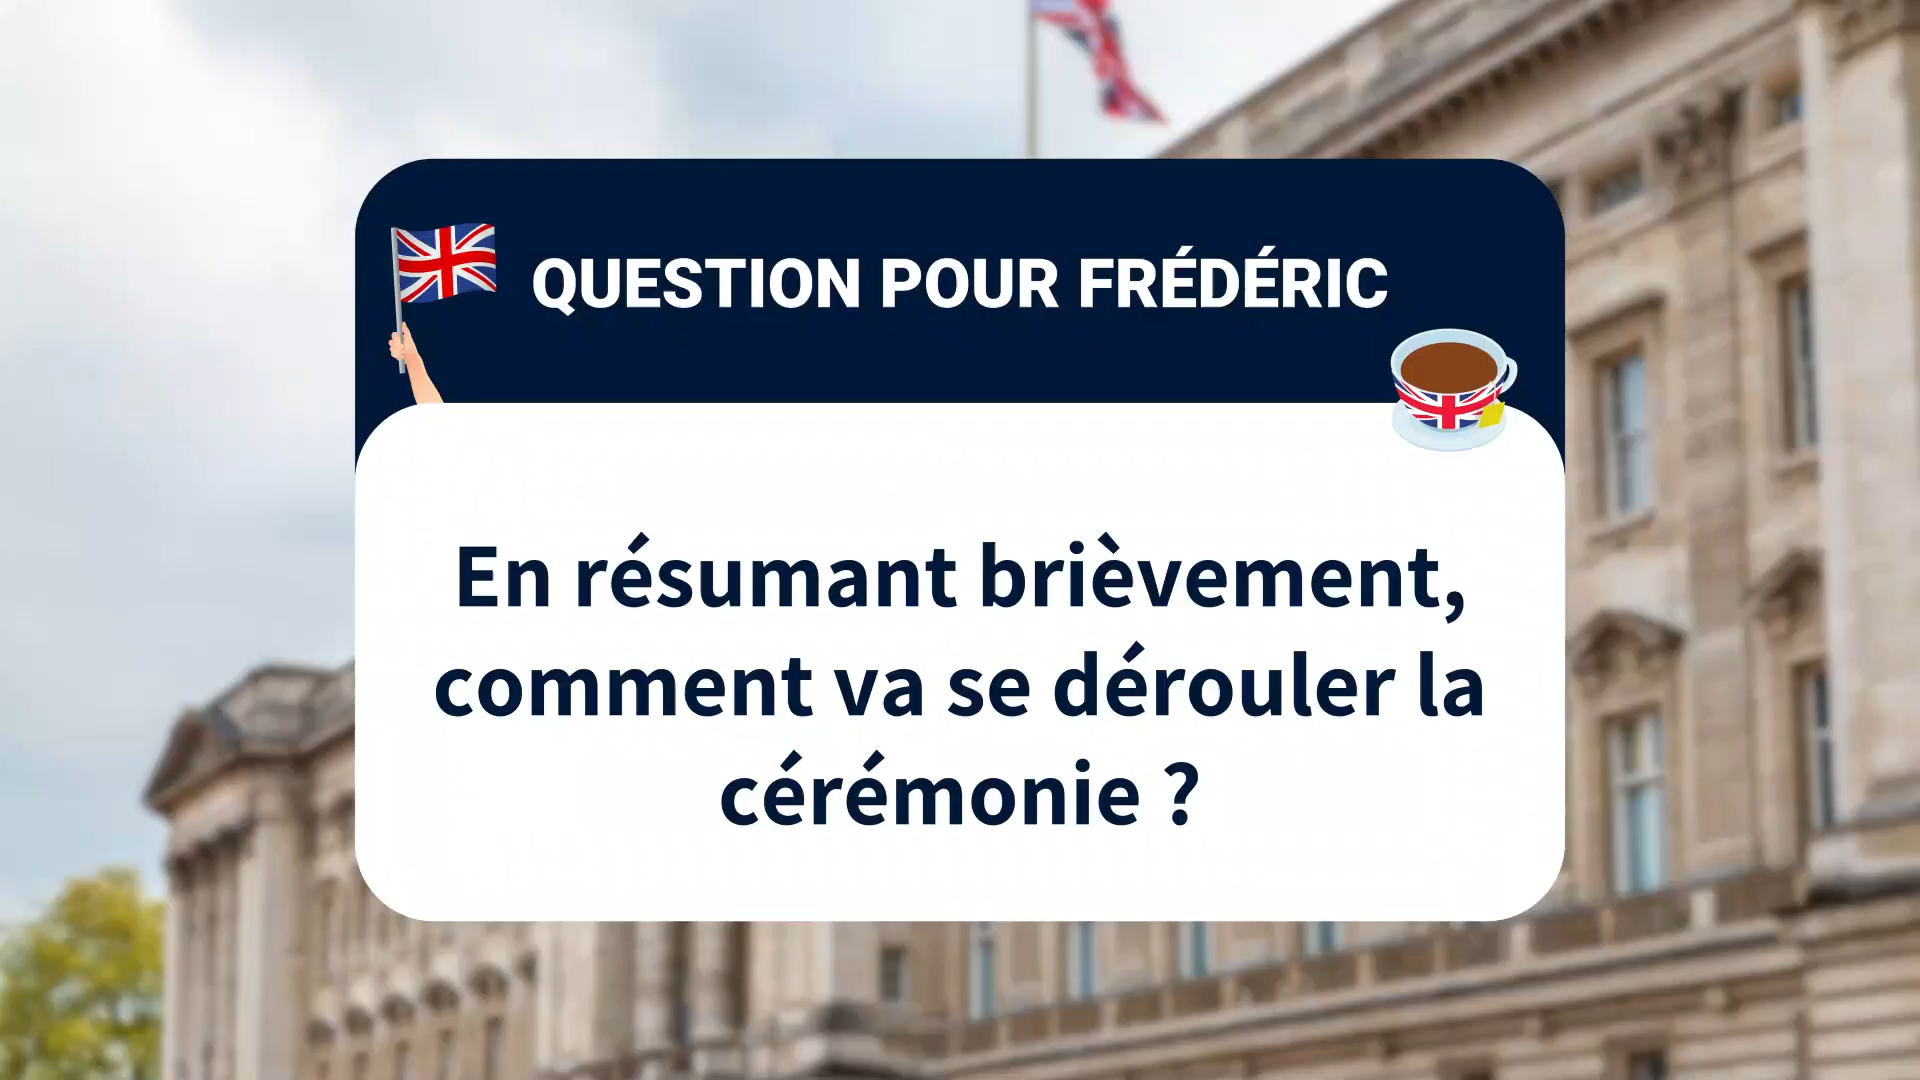 QUESTION POUR FRÉDÉRIC
En résumant brièvement,
comment va se dérouler la
cérémonie ?